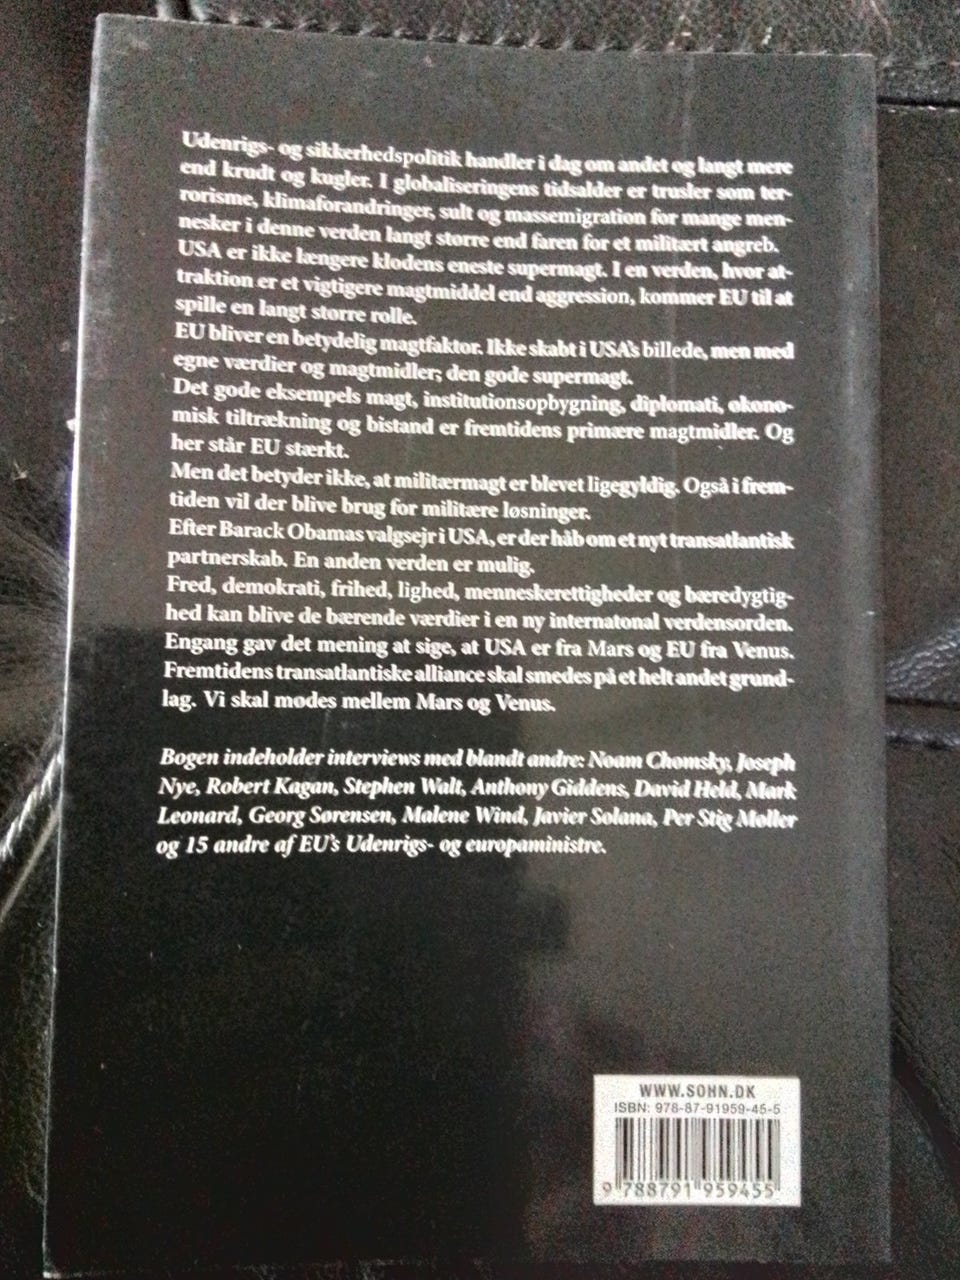 Udenrigs- og sikkerhedspolitik handler i dag om andet og langt mere
end krudt og kugler. I globaliseringens tidsalder er trusler som ter-
rorisme, klimaforandringer, sult og massemigration for mange men-
nesker i denne verden langt større end faren for et militært angreb.
USA er ikke længere klodens eneste supermagt. I en verden, hvor at-
traktion er et vigtigere magtmiddel end aggression, kommer EU til at
spille en langt større rolle.
EU bliver en betydelig magtfaktor. Ikke skabt i USA's billede, men med
egne værdier og magtmidler; den gode supermagt.
Det gode eksempels magt, institutionsopbygning, diplomati, økono-
misk tiltrækning og bistand er fremtidens primære magtmidler. Og
her står EU stærkt.
Men det betyder ikke, at militærmagt er blevet ligegyldig. Også i frem-
tiden vil der blive brug for militære løsninger.
Efter Barack Obamas valgsejr i USA, er der håb om et nyt transatlantisk
partnerskab. En anden verden er mulig.
Fred, demokrati, frihed, lighed, menneskerettigheder og bæredygtig-
hed kan blive de bærende værdier i en ny internatonal verdensorden.
Engang gav det mening at sige, at USA er fra Mars og EU fra Venus.
Fremtidens transatlantiske alliance skal smedes på et helt andet grund-
lag. Vi skal mødes mellem Mars og Venus.
Bogen indeholder interviews med blandt andre: Noam Chomsky, Joseph
Nye, Robert Kagan, Stephen Walt, Anthony Giddens, David Held, Mark
Leonard, Georg Sørensen, Malene Wind, Javier Solana, Per Stig Møller
og 15 andre af EU's Udenrigs- og europaministre.
WWW.SOHN.DK
ISBN: 978-87-91959-45-5
9 788791 959455